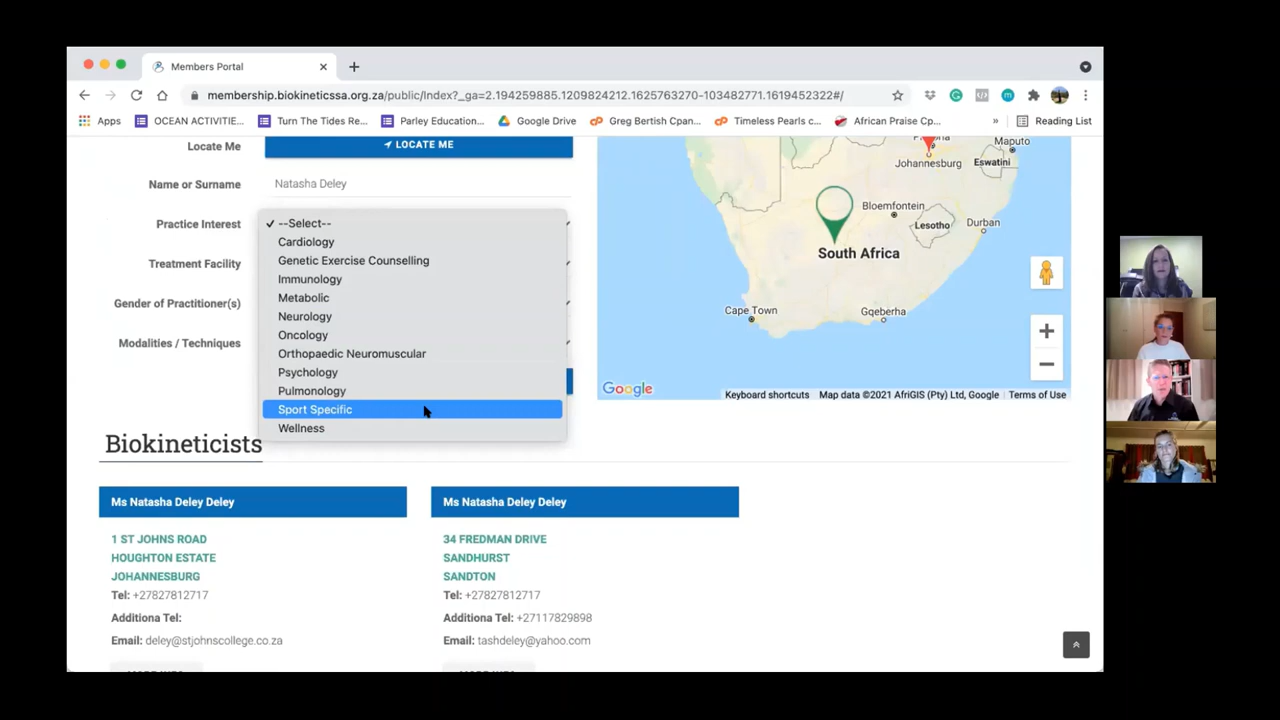 Members Portal
membership.biokineticssa.org.za/public/Index?_ga=2.194259885.1209824212.1625763270-103482771.1619452322#/
Apps OCEAN ACTIVITIE... Turn The Tides Re... Parley Education... Google Drive Greg Bertish Cpan... Timeless Pearls c... African Praise Cp... » Reading List
Locate Me
LOCATE ME
Name or Surname
Natasha Deley
Practice Interest
Treatment Facility
Gender of Practitioner(s)
Modalities / Techniques
✓ --Select--
Cardiology
Genetic Exercise Counselling
Immunology
Metabolic
Neurology
Oncology
Orthopaedic Neuromuscular
Psychology
Pulmonology
Sport Specific
Wellness
Maputo
Johannesburg
Eswatini
Bloemfontein
Lesotho
Durban
South Africa
Cape Town
Gqeberha
Google
Keyboard shortcuts Map data ©2021 AfriGIS (Pty) Ltd, Google Terms of Use
Biokineticists
Ms Natasha Deley Deley
1 ST JOHNS ROAD
HOUGHTON ESTATE
JOHANNESBURG
Tel: +27827812717
Additiona Tel:
Email: deley@stjohnscollege.co.za
Ms Natasha Deley Deley
34 FREDMAN DRIVE
SANDHURST
SANDTON
Tel: +27827812717
Additiona Tel: +27117829898
Email: tashdeley@yahoo.com